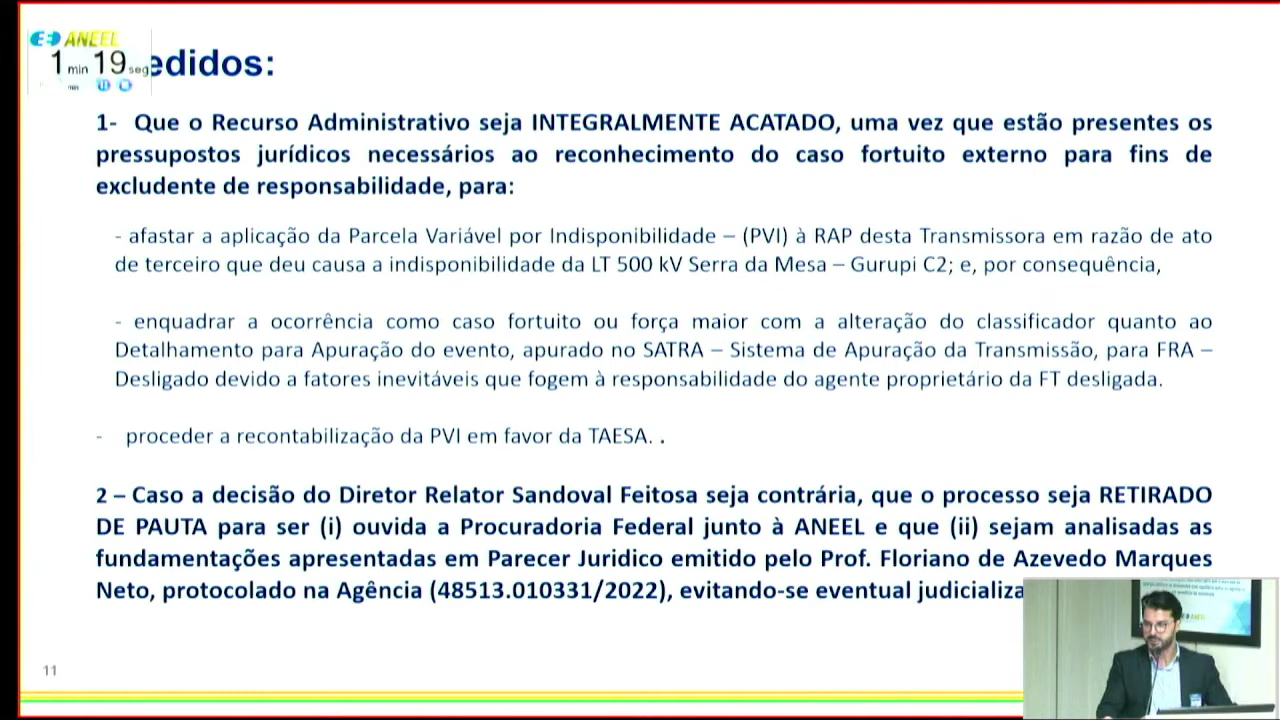 ANEEL
1 min 19 seg
edidos:
1- Que o Recurso Administrativo seja INTEGRALMENTE ACATADO, uma vez que estão presentes os
pressupostos jurídicos necessários ao reconhecimento do caso fortuito externo para fins de
excludente de responsabilidade, para:
- afastar a aplicação da Parcela Variável por Indisponibilidade – (PVI) à RAP desta Transmissora em razão de ato
de terceiro que deu causa a indisponibilidade da LT 500 kV Serra da Mesa – Gurupi C2; e, por consequência,
- enquadrar a ocorrência como caso fortuito ou força maior com a alteração do classificador quanto ao
Detalhamento para Apuração do evento, apurado no SATRA – Sistema de Apuração da Transmissão, para FRA –
Desligado devido a fatores inevitáveis que fogem à responsabilidade do agente proprietário da FT desligada.
- proceder a recontabilização da PVI em favor da TAESA. .
2 – Caso a decisão do Diretor Relator Sandoval Feitosa seja contrária, que o processo seja RETIRADO
DE PAUTA para ser (i) ouvida a Procuradoria Federal junto à ANEEL e que (ii) sejam analisadas as
fundamentações apresentadas em Parecer Juridico emitido pelo Prof. Floriano de Azevedo Marques
Neto, protocolado na Agência (48513.010331/2022), evitando-se eventual judicializa
11